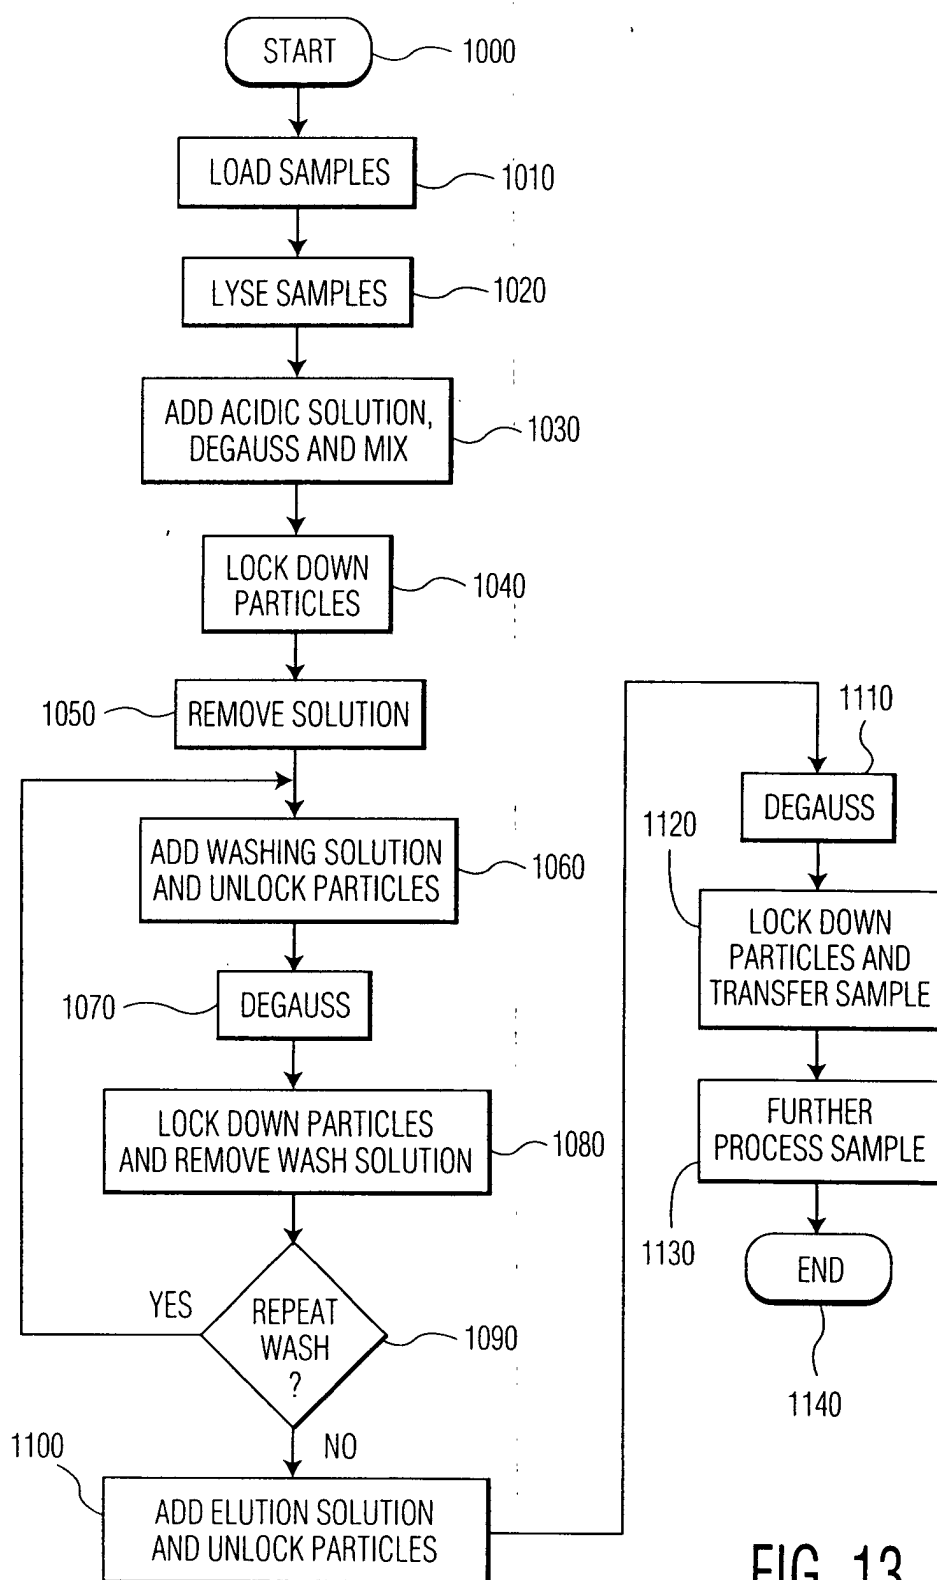 START
1000
LOAD SAMPLES
1010
LYSE SAMPLES
1020
ADD ACIDIC SOLUTION,
DEGAUSS AND MIX
1030
LOCK DOWN
PARTICLES
1040
1050
REMOVE SOLUTION
ADD WASHING SOLUTION
AND UNLOCK PARTICLES
1060
1070
DEGAUSS
LOCK DOWN PARTICLES
AND REMOVE WASH SOLUTION
1080
YES
REPEAT
WASH
?
1090
NO
1100
ADD ELUTION SOLUTION
AND UNLOCK PARTICLES
1110
DEGAUSS
1120
LOCK DOWN
PARTICLES AND
TRANSFER SAMPLE
FURTHER
PROCESS SAMPLE
1130
END
1140
FIG. 13